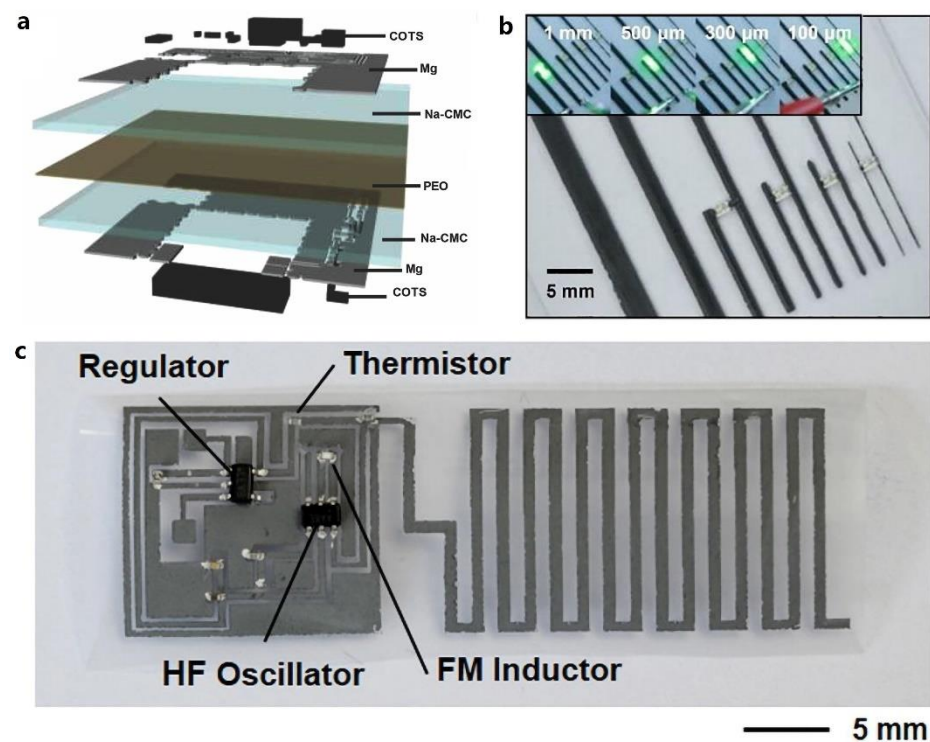 a
COTS
Mg
Na-CMC
PEO
Na-CMC
Mg
COTS
b
1 mm 500 µm 300 µm 100 µm
5 mm
c
Regulator Thermistor
HF Oscillator FM Inductor
5 mm